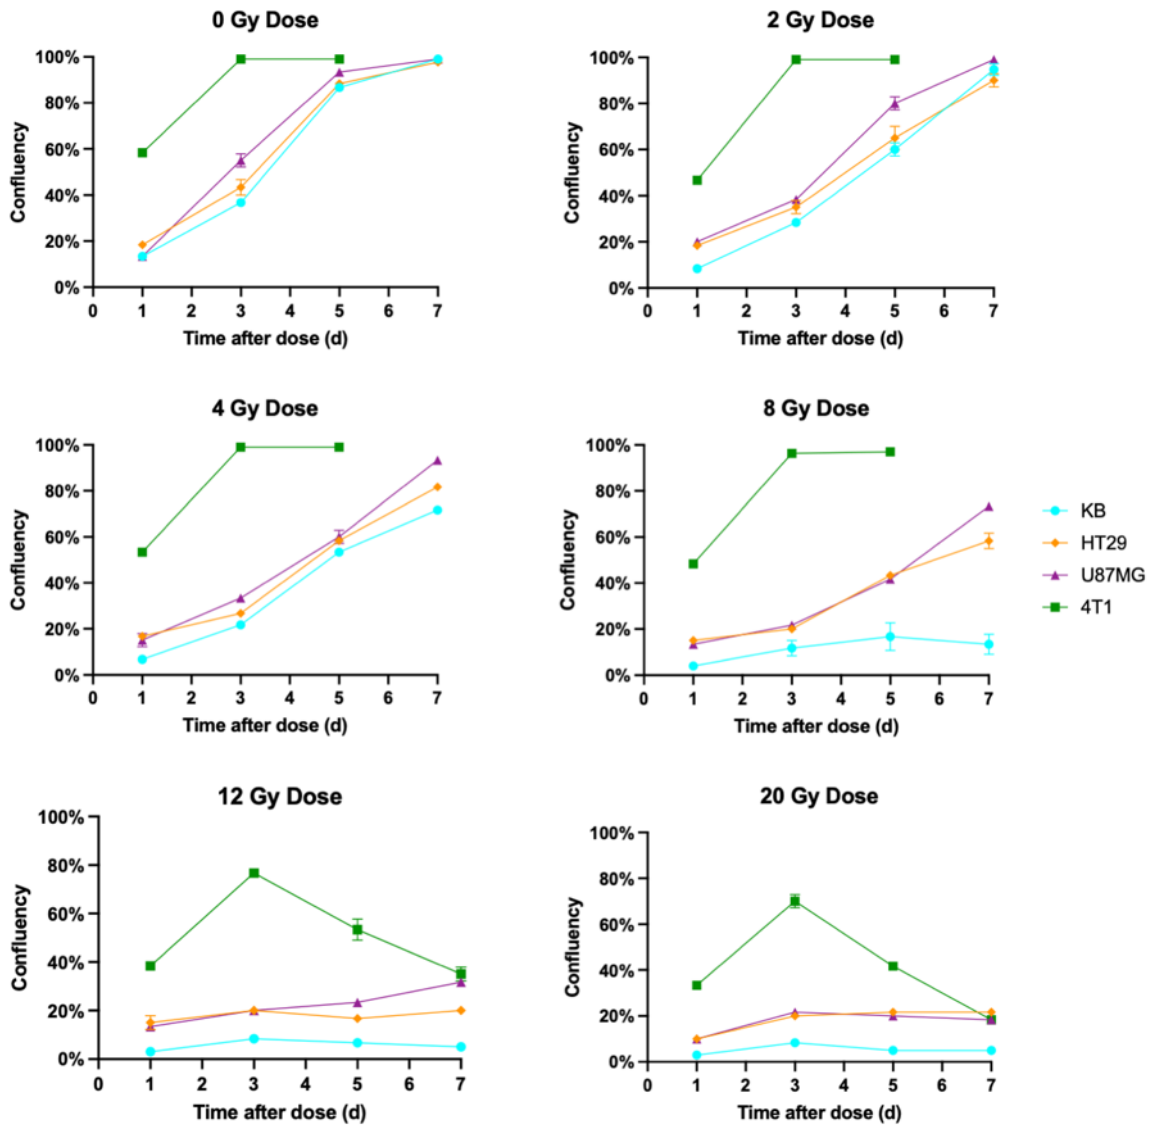 0 Gy Dose
2 Gy Dose
100%
80%
60%
40%
20%
0%
Confluency
0 1 2 3 4 5 6 7
Time after dose (d)
100%
80%
60%
40%
20%
0%
Confluency
0 1 2 3 4 5 6 7
Time after dose (d)
4 Gy Dose
8 Gy Dose
100%
80%
60%
40%
20%
0%
Confluency
0 1 2 3 4 5 6 7
Time after dose (d)
100%
80%
60%
40%
20%
0%
Confluency
0 1 2 3 4 5 6 7
Time after dose (d)
KB
HT29
U87MG
4T1
12 Gy Dose
20 Gy Dose
100%
80%
60%
40%
20%
0%
Confluency
0 1 2 3 4 5 6 7
Time after dose (d)
100%
80%
60%
40%
20%
0%
Confluency
0 1 2 3 4 5 6 7
Time after dose (d)